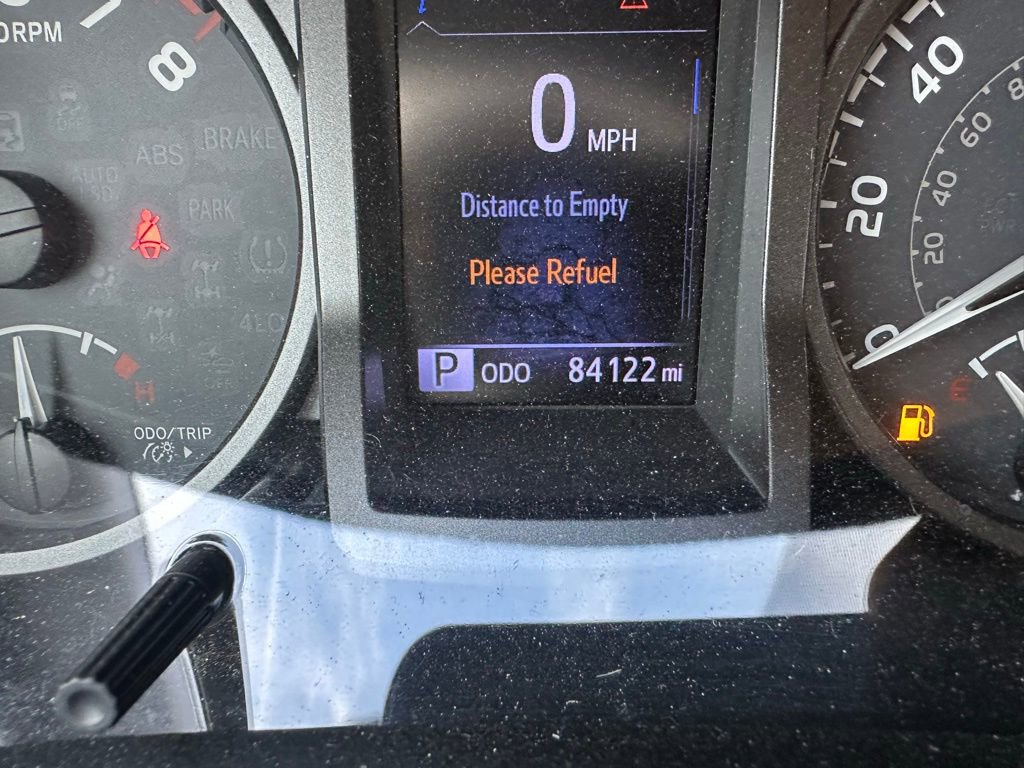 RPM
8
ABS
BRAKE
AUTO
PARK
4LO
H
ODO/TRIP
0 MPH
Distance to Empty
Please Refuel
P ODO 84122 mi
40
20
0
60
40
20
E